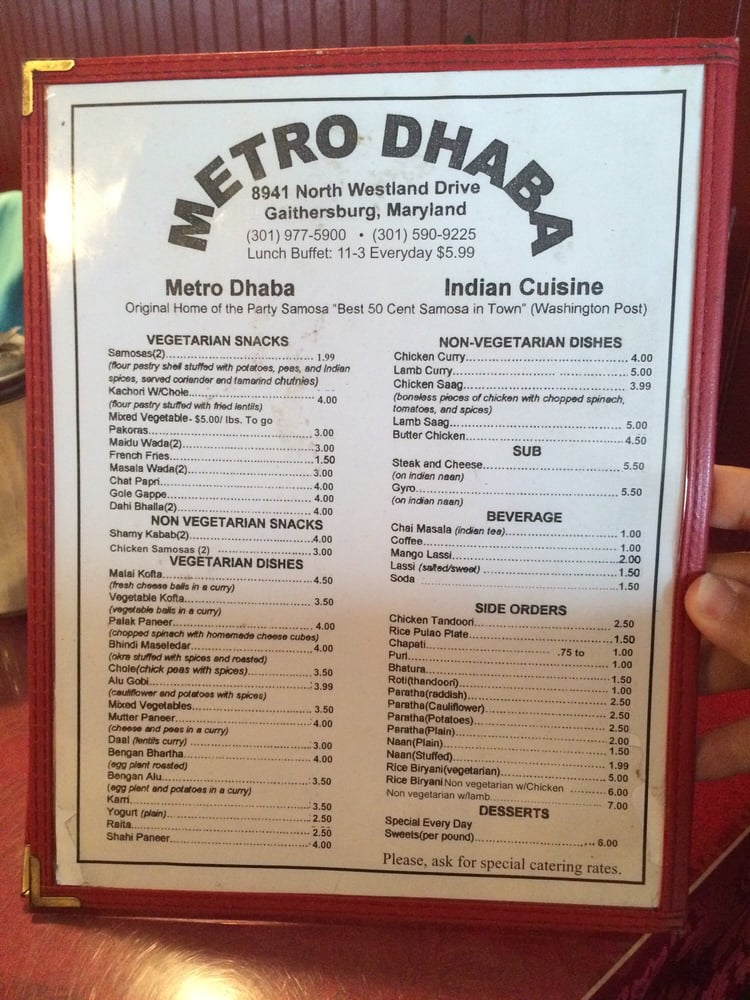 METRO DHABA
8941 North Westland Drive
Gaithersburg, Maryland
(301) 977-5900 • (301) 590-9225
Lunch Buffet: 11-3 Everyday $5.99
Metro Dhaba Indian Cuisine
Original Home of the Party Samosa "Best 50 Cent Samosa in Town" (Washington Post)
VEGETARIAN SNACKS
Samosas(2)..........1.99
(flour pastry shell stuffed with potatoes, peas, and Indian
spices, served coriander and tamarind chutnies)
Kachori W/Chole..........4.00
(flour pastry stuffed with fried lentils)
Mixed Vegetable- $5.00/ lbs. To go
Pakoras..........3.00
Maidu Wada(2)..........3.00
French Fries..........1.50
Masala Wada(2)..........3.00
Chat Papri..........4.00
Gole Gappe..........4.00
Dahi Bhalla(2)..........4.00
NON VEGETARIAN SNACKS
Shamy Kabab(2)..........4.00
Chicken Samosas (2) ..........3.00
VEGETARIAN DISHES
Malai Kofta..........4.50
(fresh cheese balls in a curry)
Vegetable Kofta..........3.50
(vegetable balls in a curry)
Palak Paneer..........4.00
(chopped spinach with homemade cheese cubes)
Bhindi Maseledar..........4.00
(okra stuffed with spices and roasted)
Chole(chick peas with spices)..........3.50
Alu Gobi..........3.99
(cauliflower and potatoes with spices)
Mixed Vegetables..........3.50
Mutter Paneer..........4.00
(cheese and peas in a curry)
Daal (lentils curry) ..........3.00
Bengan Bhartha..........4.00
(egg plant roasted)
Bengan Alu..........3.50
(egg plant and potatoes in a curry)
Karri..........3.50
Yogurt (plain)..........2.50
Raita..........2.50
Shahi Paneer..........4.00
NON-VEGETARIAN DISHES
Chicken Curry..........4.00
Lamb Curry..........5.00
Chicken Saag..........3.99
(boneless pieces of chicken with chopped spinach,
tomatoes, and spices)
Lamb Saag..........5.00
Butter Chicken..........4.50
SUB
Steak and Cheese..........5.50
(on indian naan)
Gyro..........5.50
(on indian naan)
BEVERAGE
Chai Masala (indian tea)..........1.00
Coffee..........1.00
Mango Lassi..........2.00
Lassi (salted/sweet) ..........1.50
Soda ..........1.50
SIDE ORDERS
Chicken Tandoori..........2.50
Rice Pulao Plate..........1.50
Chapati.......... .75 to 1.00
Puri..........1.00
Bhatura..........1.50
Roti(thandoori)..........1.00
Paratha(raddish)..........2.50
Paratha(Cauliflower)..........2.50
Paratha(Potatoes)..........2.50
Paratha(Plain)..........2.00
Naan(Plain)..........1.50
Naan(Stuffed)..........1.99
Rice Biryani(vegetarian)..........5.00
Rice Biryani Non vegetarian w/Chicken ..........6.00
Non vegetarian w/lamb..........7.00
DESSERTS
Special Every Day
Sweets(per pound)..........6.00
Please, ask for special catering rates.